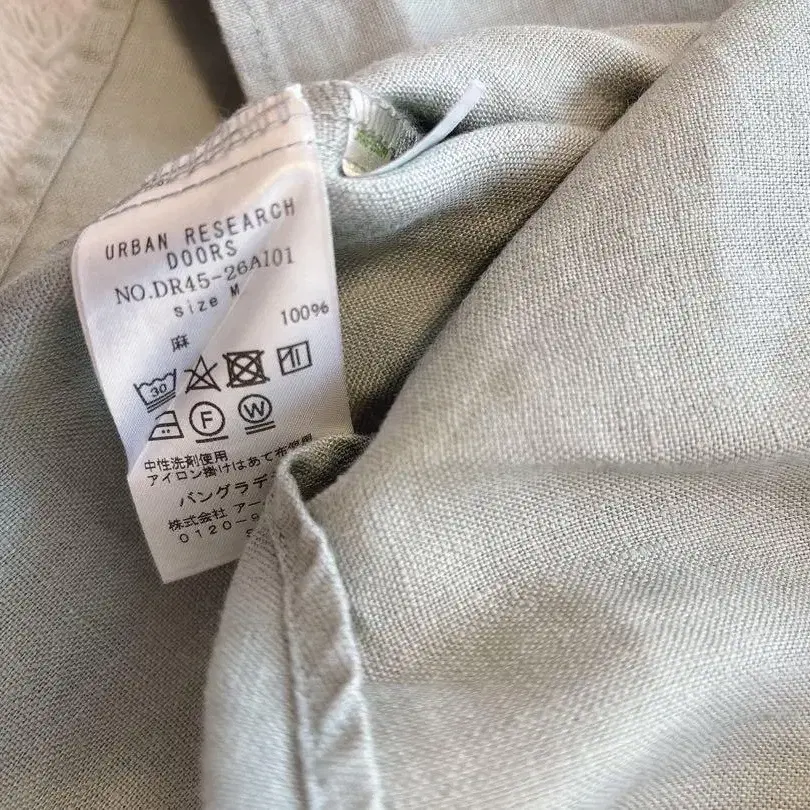 URBAN RESEARCH
DOORS
NO.DR45-26A101
Size M
100%
麻
30
F W
中性洗剤使用
アイロン掛けはあて布使用
バングラデ
株式会社 アー
0120-9